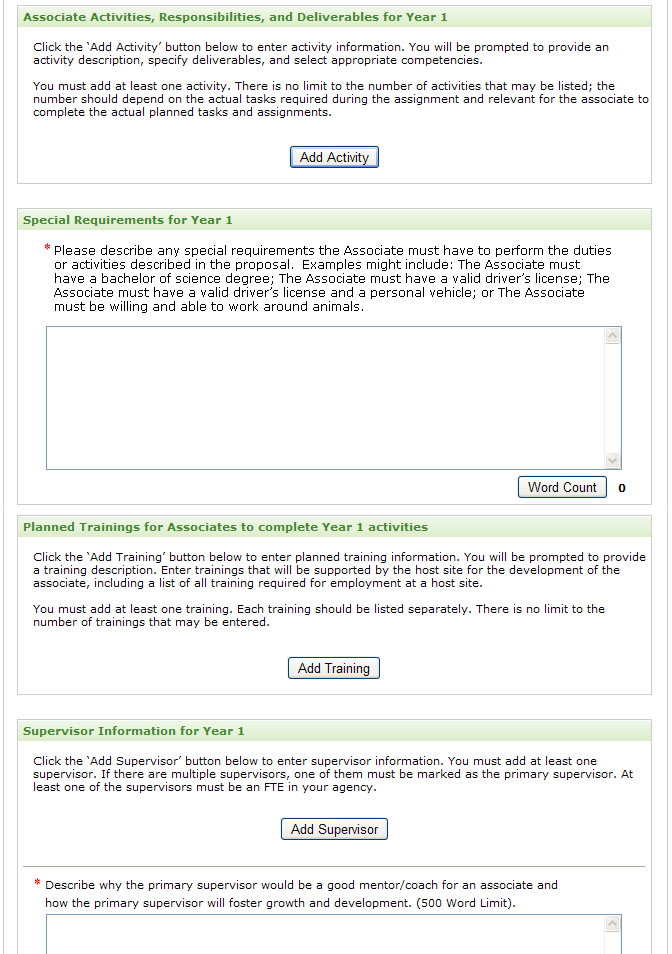 Associate Activities, Responsibilities, and Deliverables for Year 1
Click the ‘Add Activity’ button below to enter activity information. You will be prompted to provide an
activity description, specify deliverables, and select appropriate competencies.
You must add at least one activity. There is no limit to the number of activities that may be listed; the
number should depend on the actual tasks required during the assignment and relevant for the associate to
complete the actual planned tasks and assignments.
Add Activity
Special Requirements for Year 1
* Please describe any special requirements the Associate must have to perform the duties
or activities described in the proposal.  Examples might include: The Associate must
have a bachelor of science degree; The Associate must have a valid driver’s license; The
Associate must have a valid driver’s license and a personal vehicle; or The Associate
must be willing and able to work around animals.
Word Count 0
Planned Trainings for Associates to complete Year 1 activities
Click the ‘Add Training’ button below to enter planned training information. You will be prompted to provide
a training description. Enter trainings that will be supported by the host site for the development of the
associate, including a list of all training required for employment at a host site.
You must add at least one training. Each training should be listed separately. There is no limit to the
number of trainings that may be entered.
Add Training
Supervisor Information for Year 1
Click the ‘Add Supervisor’ button below to enter supervisor information. You must add at least one
supervisor. If there are multiple supervisors, one of them must be marked as the primary supervisor. At
least one of the supervisors must be an FTE in your agency.
Add Supervisor
* Describe why the primary supervisor would be a good mentor/coach for an associate and
how the primary supervisor will foster growth and development. (500 Word Limit).